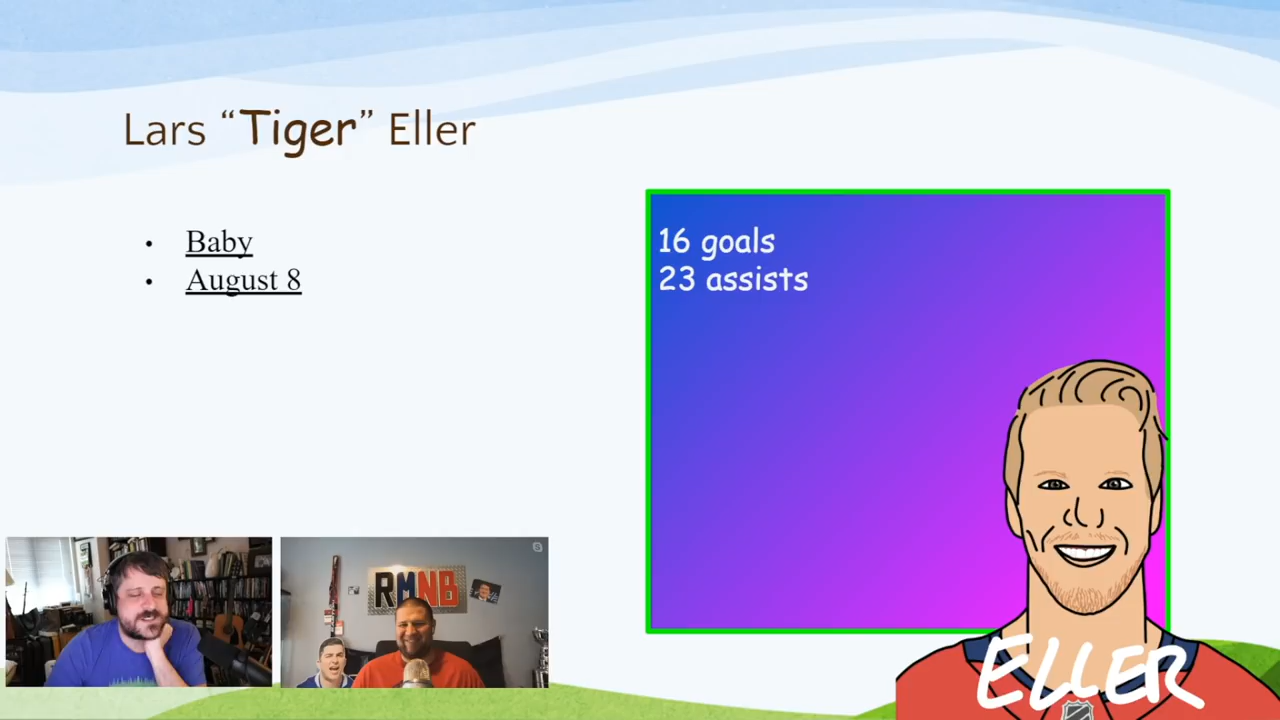 Lars “Tiger” Eller
• Baby
• August 8
16 goals
23 assists
RMNB
ELLER